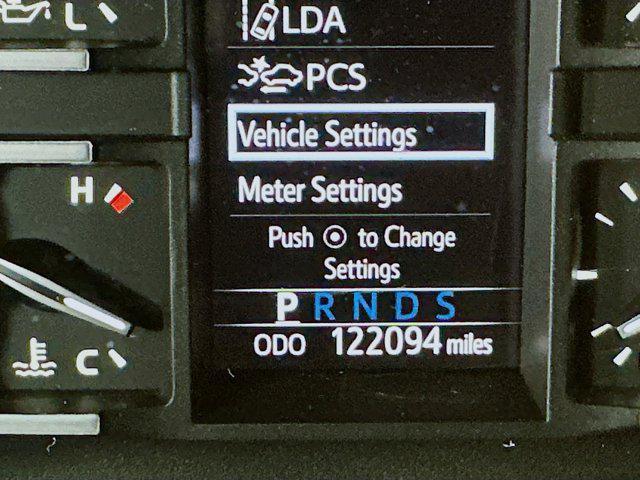 L
LDA
PCS
Vehicle Settings
H
Meter Settings
Push to Change
Settings
P R N D S
C
ODO 122094 miles